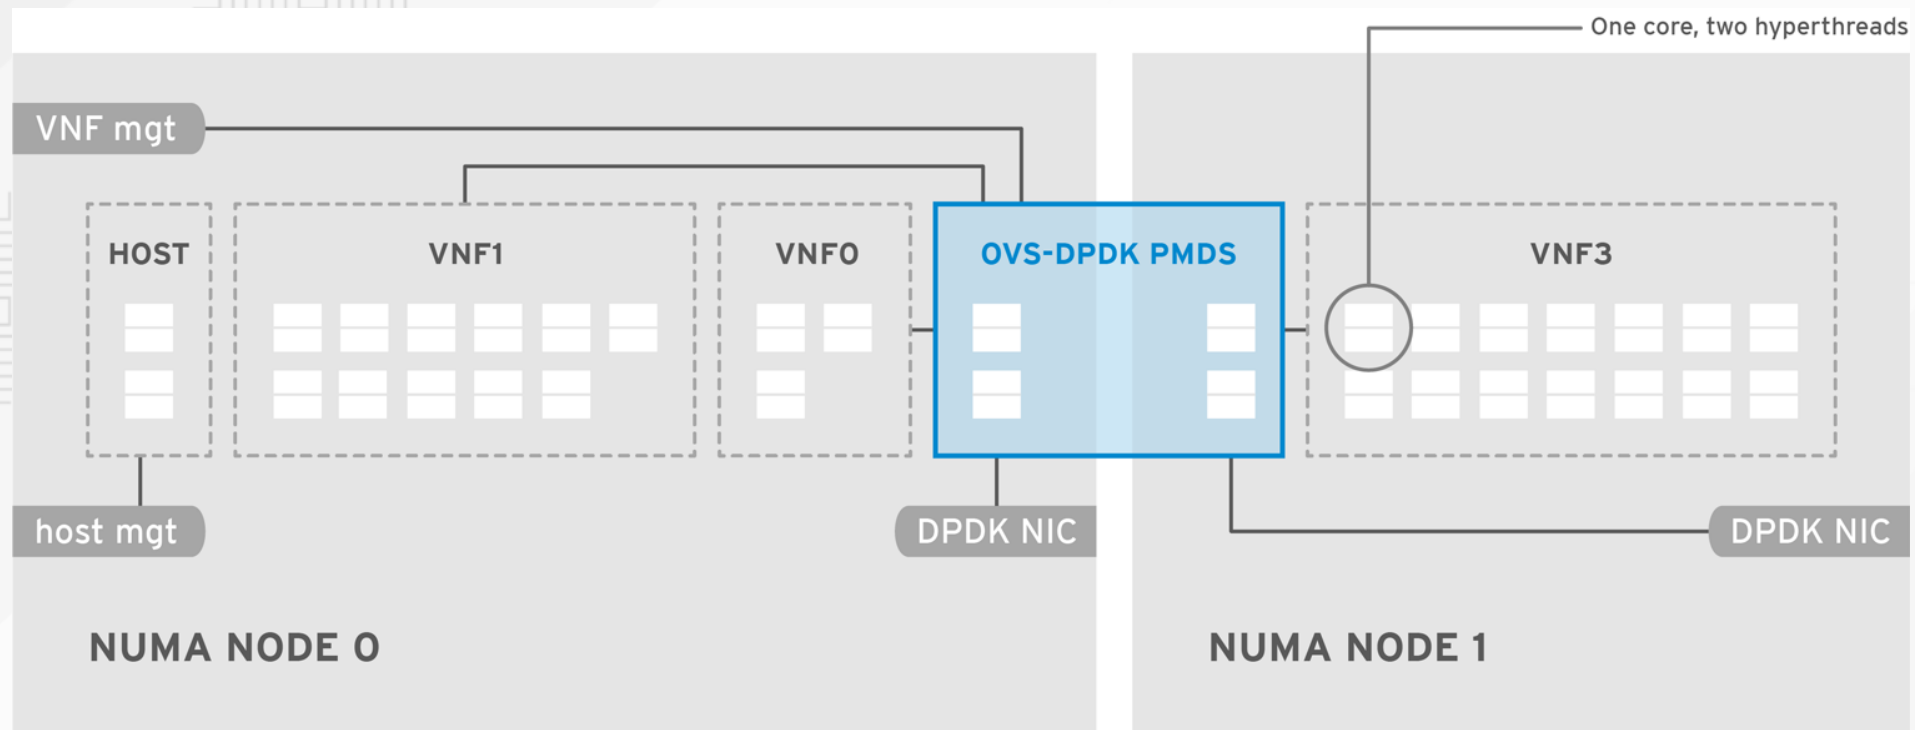 One core, two hyperthreads
VNF mgt
HOST
VNF1
VNF0
OVS-DPDK PMDS
VNF3
host mgt
DPDK NIC
DPDK NIC
NUMA NODE 0
NUMA NODE 1